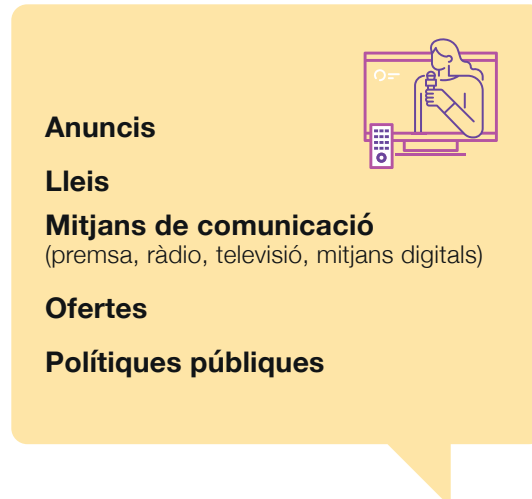 Anuncis
Lleis
Mitjans de comunicació
(premsa, ràdio, televisió, mitjans digitals)
Ofertes
Polítiques públiques